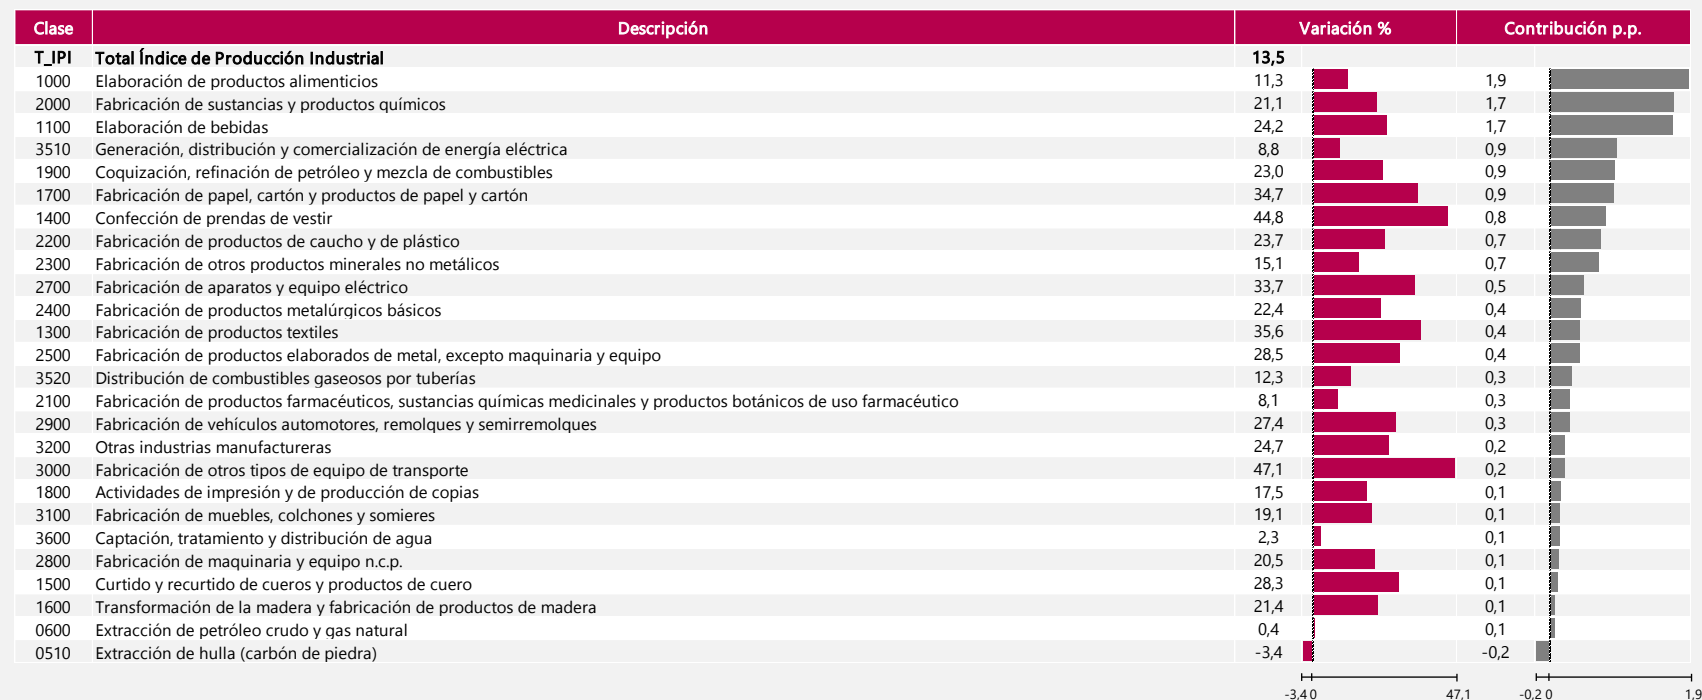 Clase Descripción Variación % Contribución p.p.
T_IPI Total Índice de Producción Industrial 13,5
1000 Elaboración de productos alimenticios 11,3 1,9
2000 Fabricación de sustancias y productos químicos 21,1 1,7
1100 Elaboración de bebidas 24,2 1,7
3510 Generación, distribución y comercialización de energía eléctrica 8,8 0,9
1900 Coquización, refinación de petróleo y mezcla de combustibles 23,0 0,9
1700 Fabricación de papel, cartón y productos de papel y cartón 34,7 0,9
1400 Confección de prendas de vestir 44,8 0,8
2200 Fabricación de productos de caucho y de plástico 23,7 0,7
2300 Fabricación de otros productos minerales no metálicos 15,1 0,7
2700 Fabricación de aparatos y equipo eléctrico 33,7 0,5
2400 Fabricación de productos metalúrgicos básicos 22,4 0,4
1300 Fabricación de productos textiles 35,6 0,4
2500 Fabricación de productos elaborados de metal, excepto maquinaria y equipo 28,5 0,4
3520 Distribución de combustibles gaseosos por tuberías 12,3 0,3
2100 Fabricación de productos farmacéuticos, sustancias químicas medicinales y productos botánicos de uso farmacéutico 8,1 0,3
2900 Fabricación de vehículos automotores, remolques y semirremolques 27,4 0,3
3200 Otras industrias manufactureras 24,7 0,2
3000 Fabricación de otros tipos de equipo de transporte 47,1 0,2
1800 Actividades de impresión y de producción de copias 17,5 0,1
3100 Fabricación de muebles, colchones y somieres 19,1 0,1
3600 Captación, tratamiento y distribución de agua 2,3 0,1
2800 Fabricación de maquinaria y equipo n.c.p. 20,5 0,1
1500 Curtido y recurtido de cueros y productos de cuero 28,3 0,1
1600 Transformación de la madera y fabricación de productos de madera 21,4 0,1
0600 Extracción de petróleo crudo y gas natural 0,4 0,1
0510 Extracción de hulla (carbón de piedra) -3,4 -0,2
-3,4 0 47,1 -0,2 0 1,9